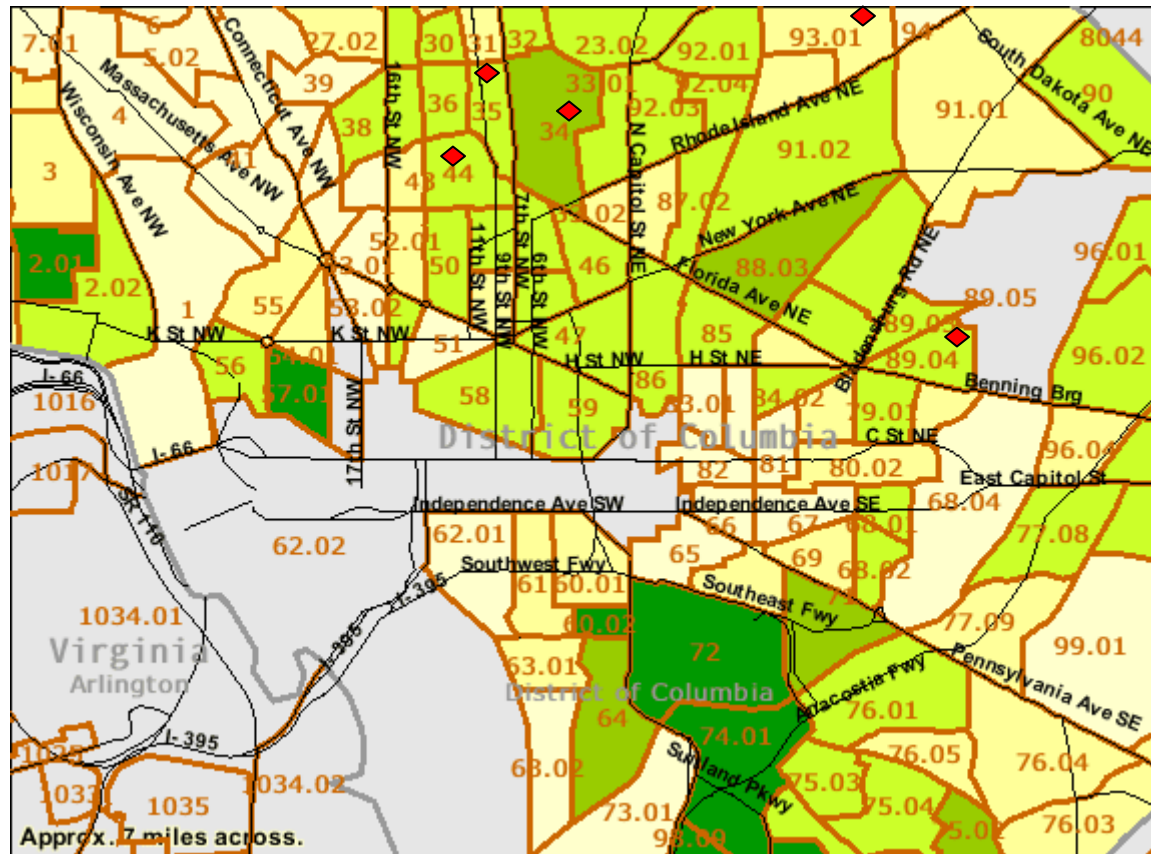 6
7.01
5.02
Connecticut Ave NW
27.02
30
31
32
23.02
92.01
93.01
94
South Dakota Ave NE
8044
Massachusetts Ave NW
39
16th St NW
36
35
33.01
92.04
92.03
90
Wisconsin Ave NW
4
38
34
N Capitol St NE
Rhode Island Ave NE
91.01
41
43
44
91.02
3
87.02
87.01
33.02
7th St NW
New York Ave NE
52.01
50
11th St NW
9th St NW
6th St NW
46
Florida Ave NE
88.03
Bladensburg Rd NE
96.01
2.01
2.02
1
55
53.02
89.05
89.03
K St NW
K St NW
51
47
85
89.04
96.02
56
57.01
H St NW
H St NE
Benning Brg
I- 66
1016
17th St NW
58
59
86
83.01
84.02
79.01
District of Columbia
C St NE
96.04
I- 66
1017
82
81
80.02
East Capitol St
SR 110
Independence Ave SW
Independence Ave SE
68.04
62.02
62.01
66
67
68.01
77.08
65
69
68.02
Southwest Fwy
61
60.01
Southeast Fwy
71
I- 395
1034.01
60.02
77.09
99.01
Virginia
Arlington
I- 395
72
63.01
District of Columbia
64
Pennsylvania Ave SE
Anacostia Fwy
76.01
I- 395
74.01
76.05
76.04
1034.02
63.02
Suitland Pkwy
75.03
75.04
1033
1035
73.01
76.03
Approx. 7 miles across.